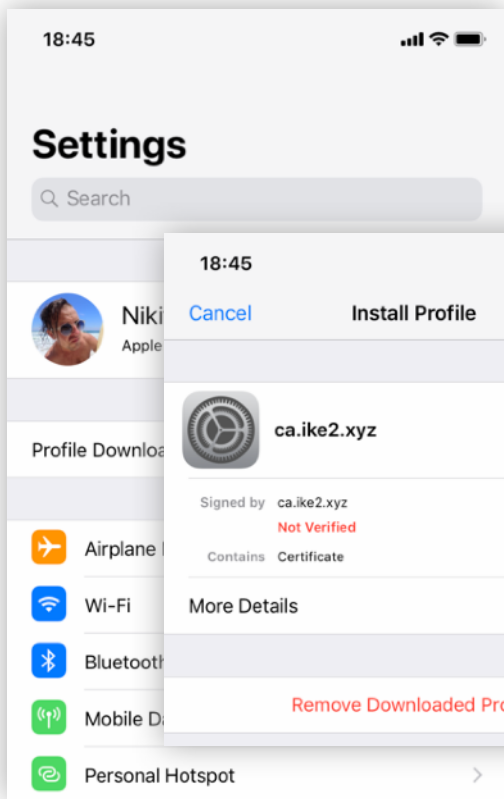 18:45
Settings
Search
Niki
Apple
Profile Downloa
Airplane
Wi-Fi
Bluetooth
Mobile Da
Personal Hotspot
18:45
Cancel
Install Profile
ca.ike2.xyz
Signed by ca.ike2.xyz
Not Verified
Contains Certificate
More Details
Remove Downloaded Pro